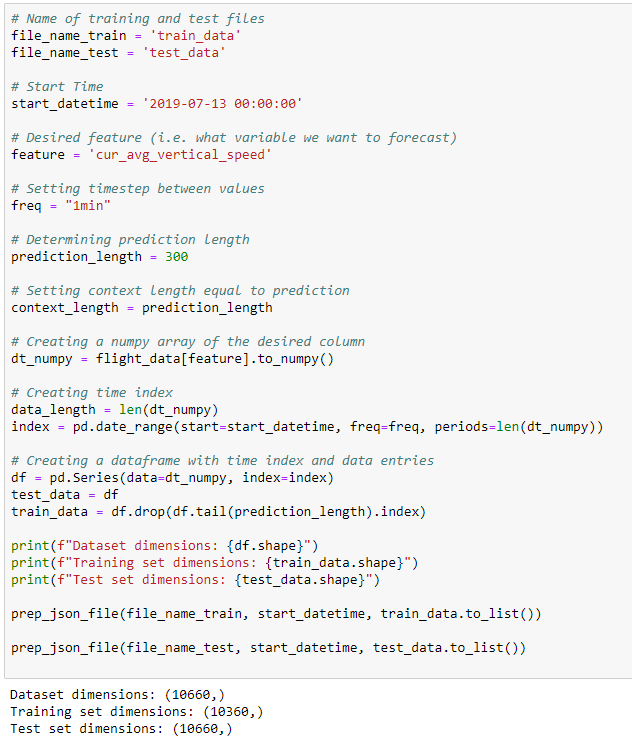 # Name of training and test files
file_name_train = 'train_data'
file_name_test = 'test_data'
# Start Time
start_datetime = '2019-07-13 00:00:00'
# Desired feature (i.e. what variable we want to forecast)
feature = 'cur_avg_vertical_speed'
# Setting timestep between values
freq = "1min"
# Determining prediction length
prediction_length = 300
# Setting context length equal to prediction
context_length = prediction_length
# Creating a numpy array of the desired column
dt_numpy = flight_data[feature].to_numpy()
# Creating time index
data_length = len(dt_numpy)
index = pd.date_range(start=start_datetime, freq=freq, periods=len(dt_numpy))
# Creating a dataframe with time index and data entries
df = pd.Series(data=dt_numpy, index=index)
test_data = df
train_data = df.drop(df.tail(prediction_length).index)
print(f"Dataset dimensions: {df.shape}")
print(f"Training set dimensions: {train_data.shape}")
print(f"Test set dimensions: {test_data.shape}")
prep_json_file(file_name_train, start_datetime, train_data.to_list())
prep_json_file(file_name_test, start_datetime, test_data.to_list())
Dataset dimensions: (10660,)
Training set dimensions: (10360,)
Test set dimensions: (10660,)